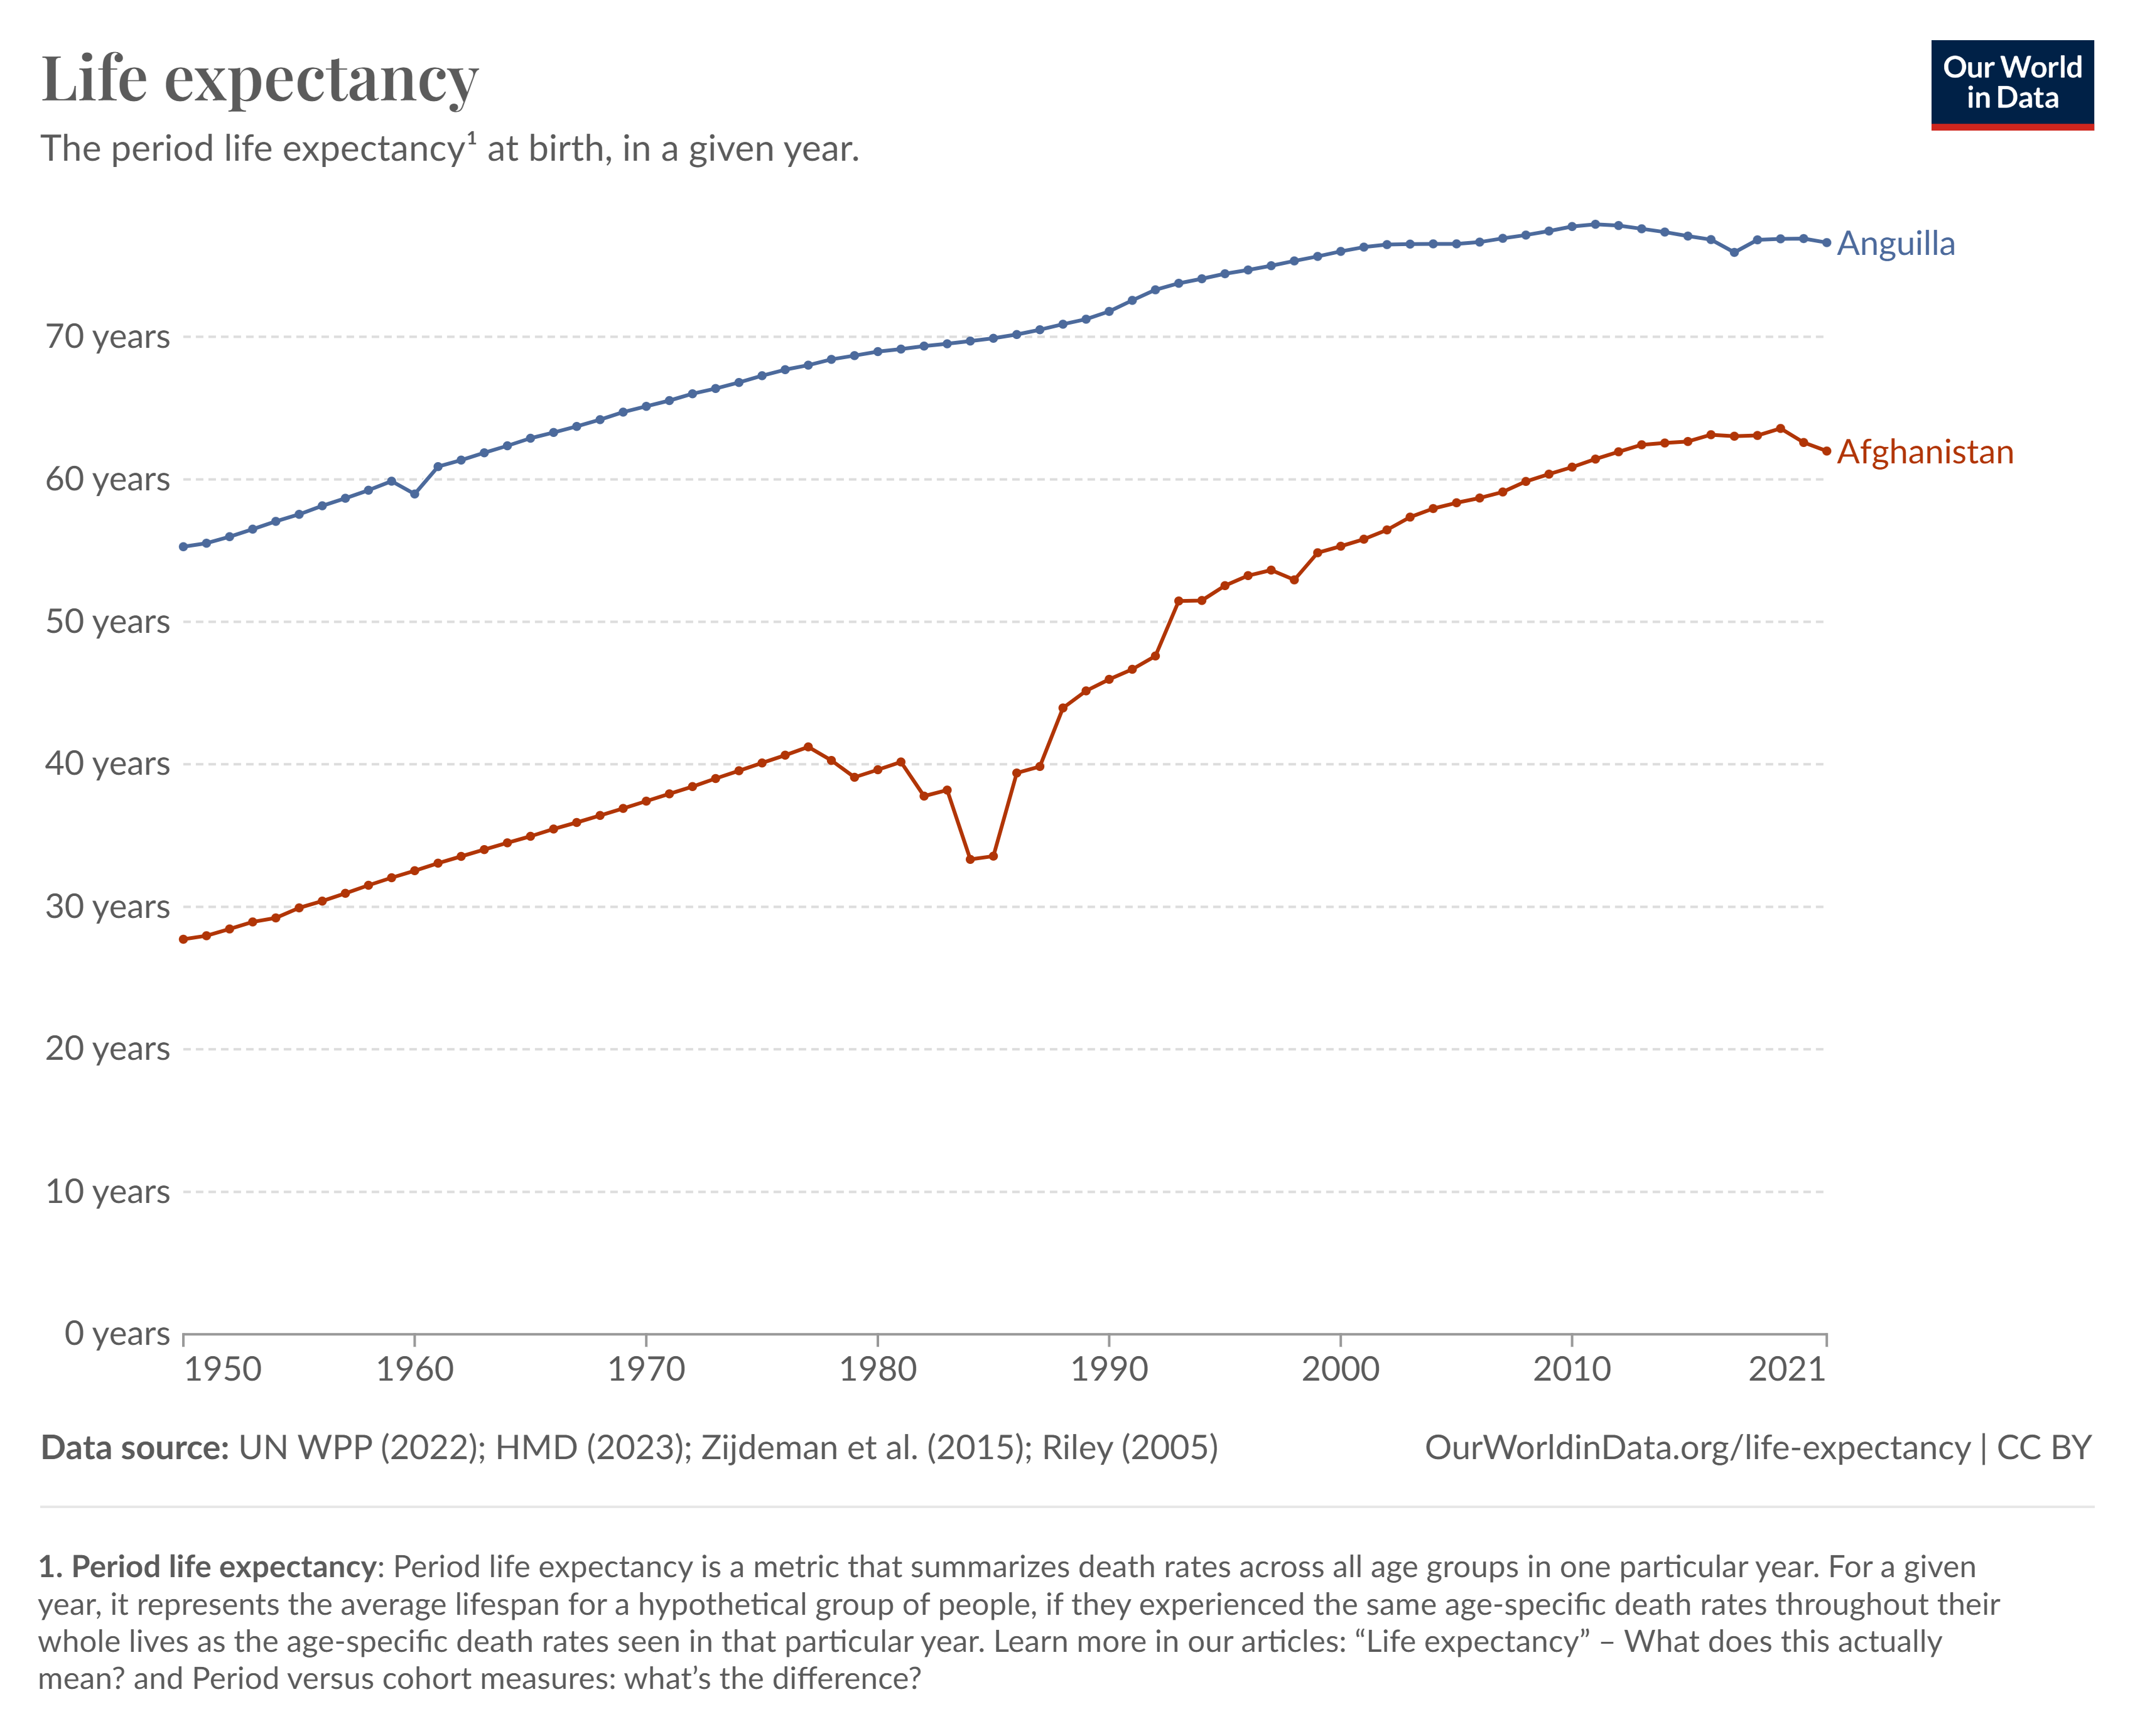 Life expectancy
The period life expectancy¹ at birth, in a given year.
Our World
in Data
Anguilla
70 years
Afghanistan
60 years
50 years
40 years
30 years
20 years
10 years
0 years
1950 1960 1970 1980 1990 2000 2010 2021
Data source: UN WPP (2022); HMD (2023); Zijdeman et al. (2015); Riley (2005)
OurWorldinData.org/life-expectancy | CC BY
1. Period life expectancy: Period life expectancy is a metric that summarizes death rates across all age groups in one particular year. For a given
year, it represents the average lifespan for a hypothetical group of people, if they experienced the same age-specific death rates throughout their
whole lives as the age-specific death rates seen in that particular year. Learn more in our articles: “Life expectancy” – What does this actually
mean? and Period versus cohort measures: what’s the difference?